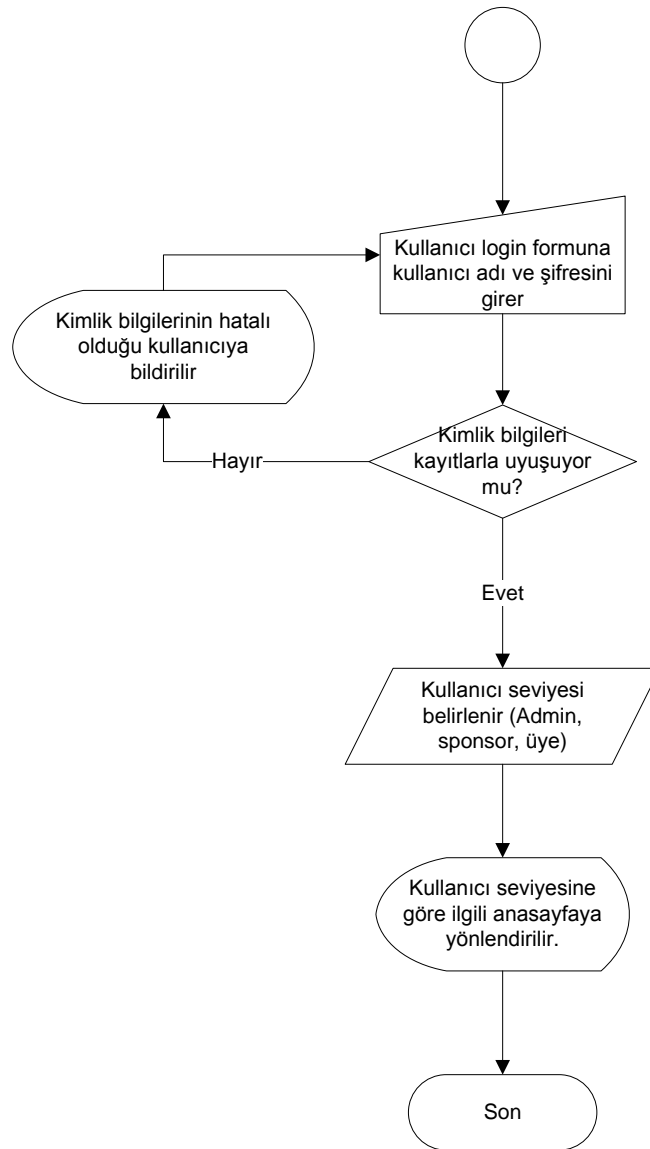 Kullanıcı login formuna
kullanıcı adı ve şifresini
girer
Kimlik bilgilerinin hatalı
olduğu kullanıcıya
bildirilir
Kimlik bilgileri
kayıtlarla uyuşuyor
mu?
Hayır
Evet
Kullanıcı seviyesi
belirlenir (Admin,
sponsor, üye)
Kullanıcı seviyesine
göre ilgili anasayfaya
yönlendirilir.
Son